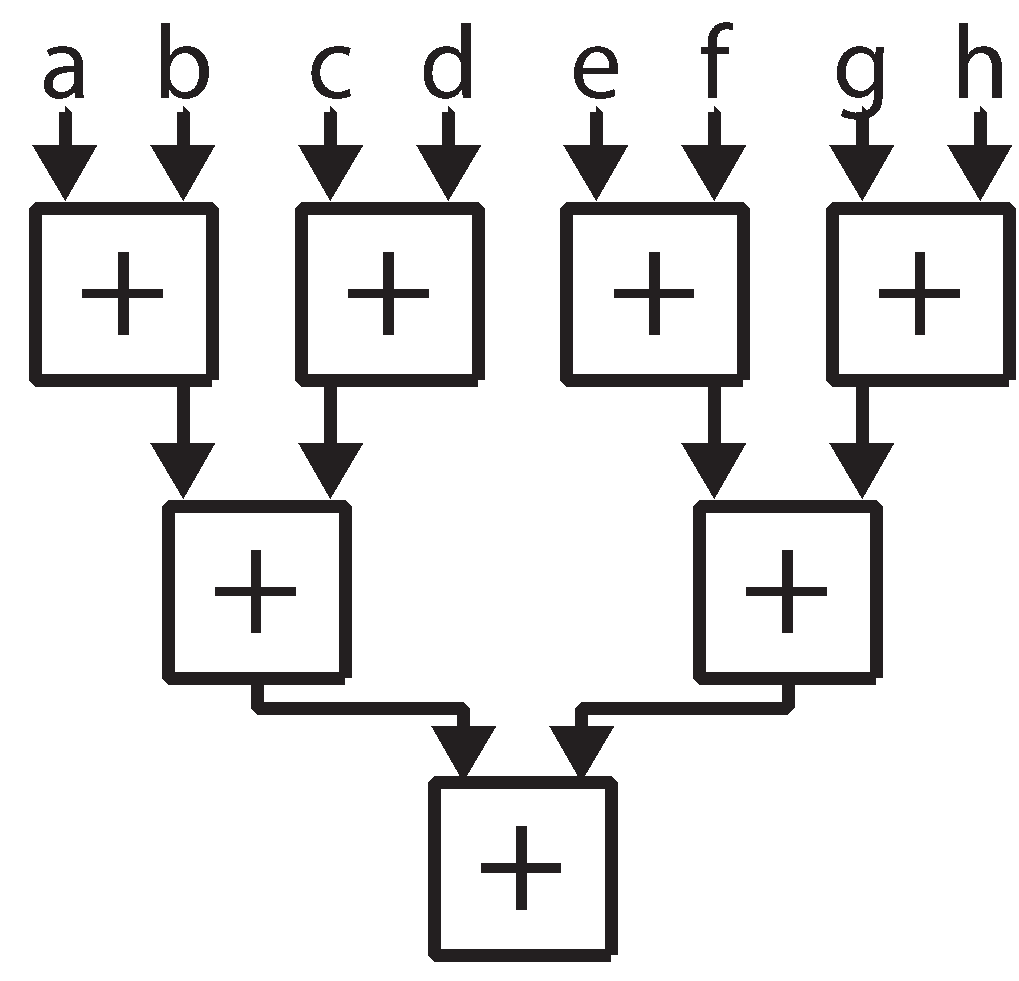 a b c d e f g h
+ + + +
+ +
+